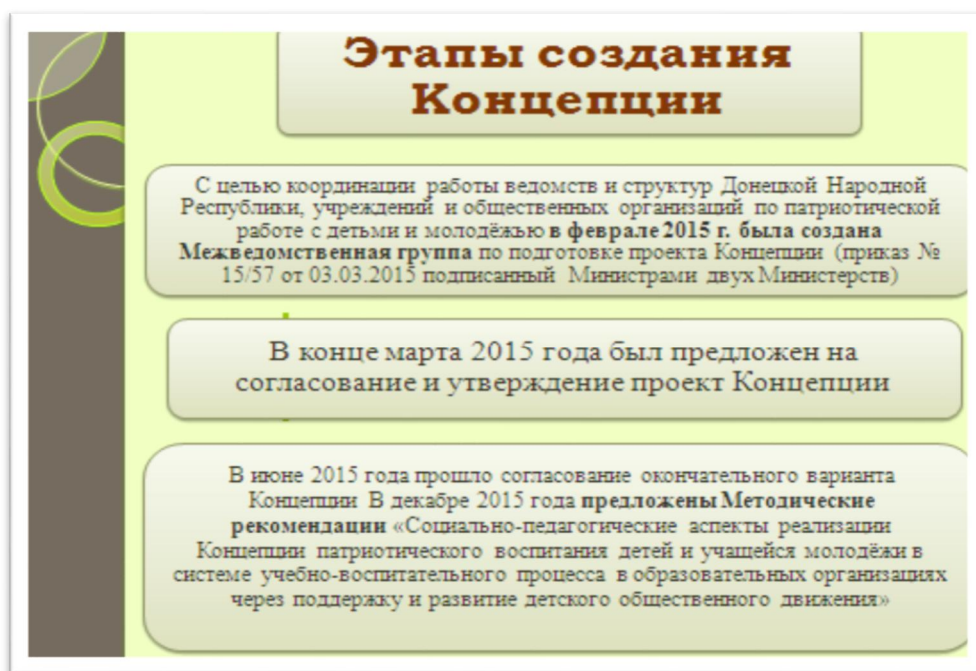 Этапы создания
Концепции
С целью координации работы ведомств и структур Донецкой Народной
Республики, учреждений и общественных организаций по патриотической
работе с детьми и молодёжью в феврале 2015 г. была создана
Межведомственная группа по подготовке проекта Концепции (приказ №
15/57 от 03.03.2015 подписанный Министрами двух Министерств)
В конце марта 2015 года был предложен на
согласование и утверждение проект Концепции
В июне 2015 года прошло согласование окончательного варианта
Концепции В декабре 2015 года предложены Методические
рекомендации «Социально-педагогические аспекты реализации
Концепции патриотического воспитания детей и учащейся молодёжи в
системе учебно-воспитательного процесса в образовательных организациях
через поддержку и развитие детского общественного движения»